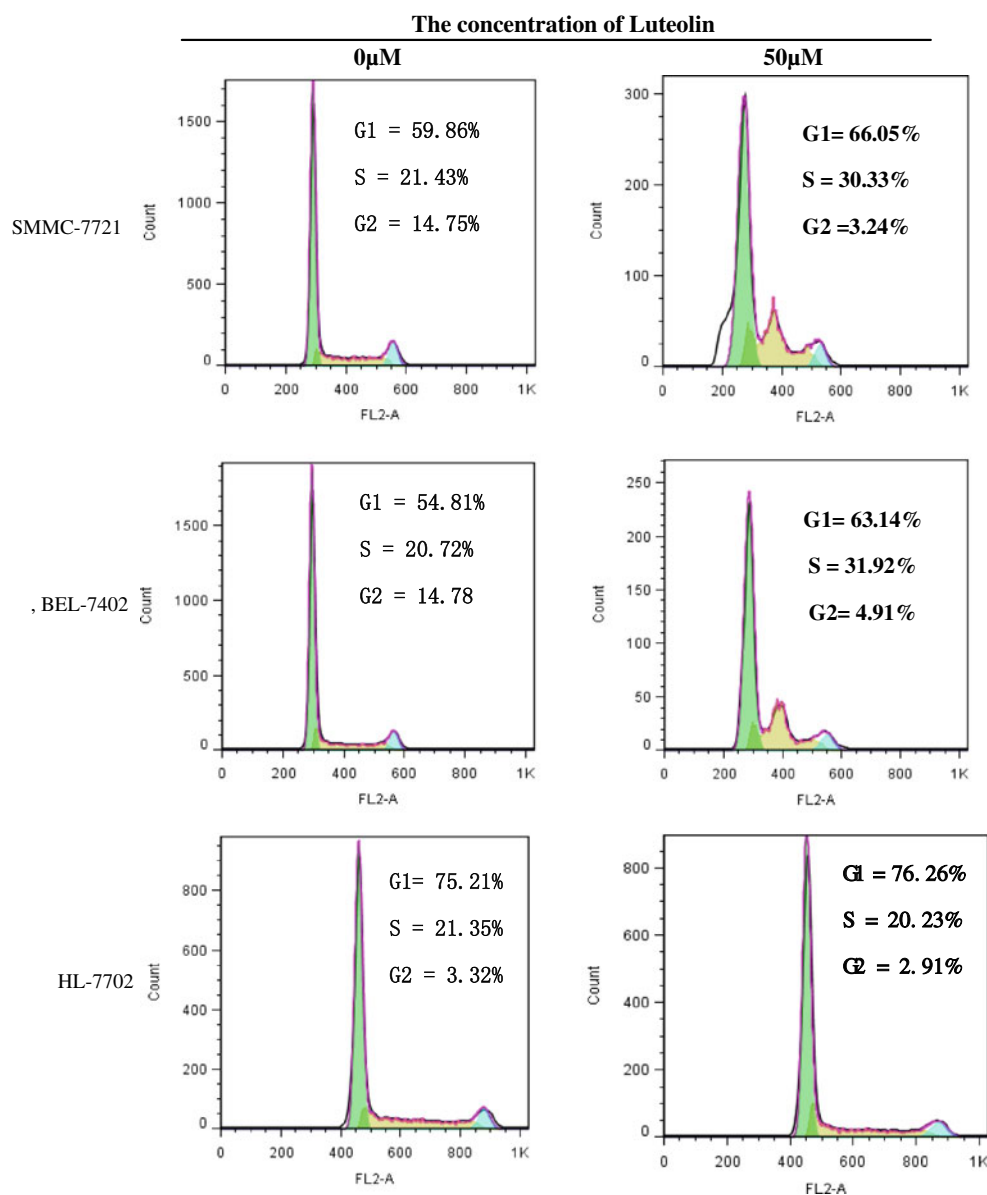 The concentration of Luteolin
0μM
50μM
SMMC-7721
Count
1500
1000
500
0
G1 = 59.86%
S = 21.43%
G2 = 14.75%
0 200 400 600 800 1K
FL2-A
Count
300
200
100
0
G1= 66.05%
S = 30.33%
G2 =3.24%
0 200 400 600 800 1K
FL2-A
, BEL-7402
Count
1500
1000
500
0
G1 = 54.81%
S = 20.72%
G2 = 14.78
0 200 400 600 800 1K
FL2-A
Count
250
200
150
100
50
0
G1= 63.14%
S = 31.92%
G2= 4.91%
0 200 400 600 800 1K
FL2-A
HL-7702
Count
800
600
400
200
0
G1= 75.21%
S = 21.35%
G2 = 3.32%
0 200 400 600 800 1K
FL2-A
Count
800
600
400
200
0
G1 = 76.26%
S = 20.23%
G2 = 2.91%
0 200 400 600 800 1K
FL2-A